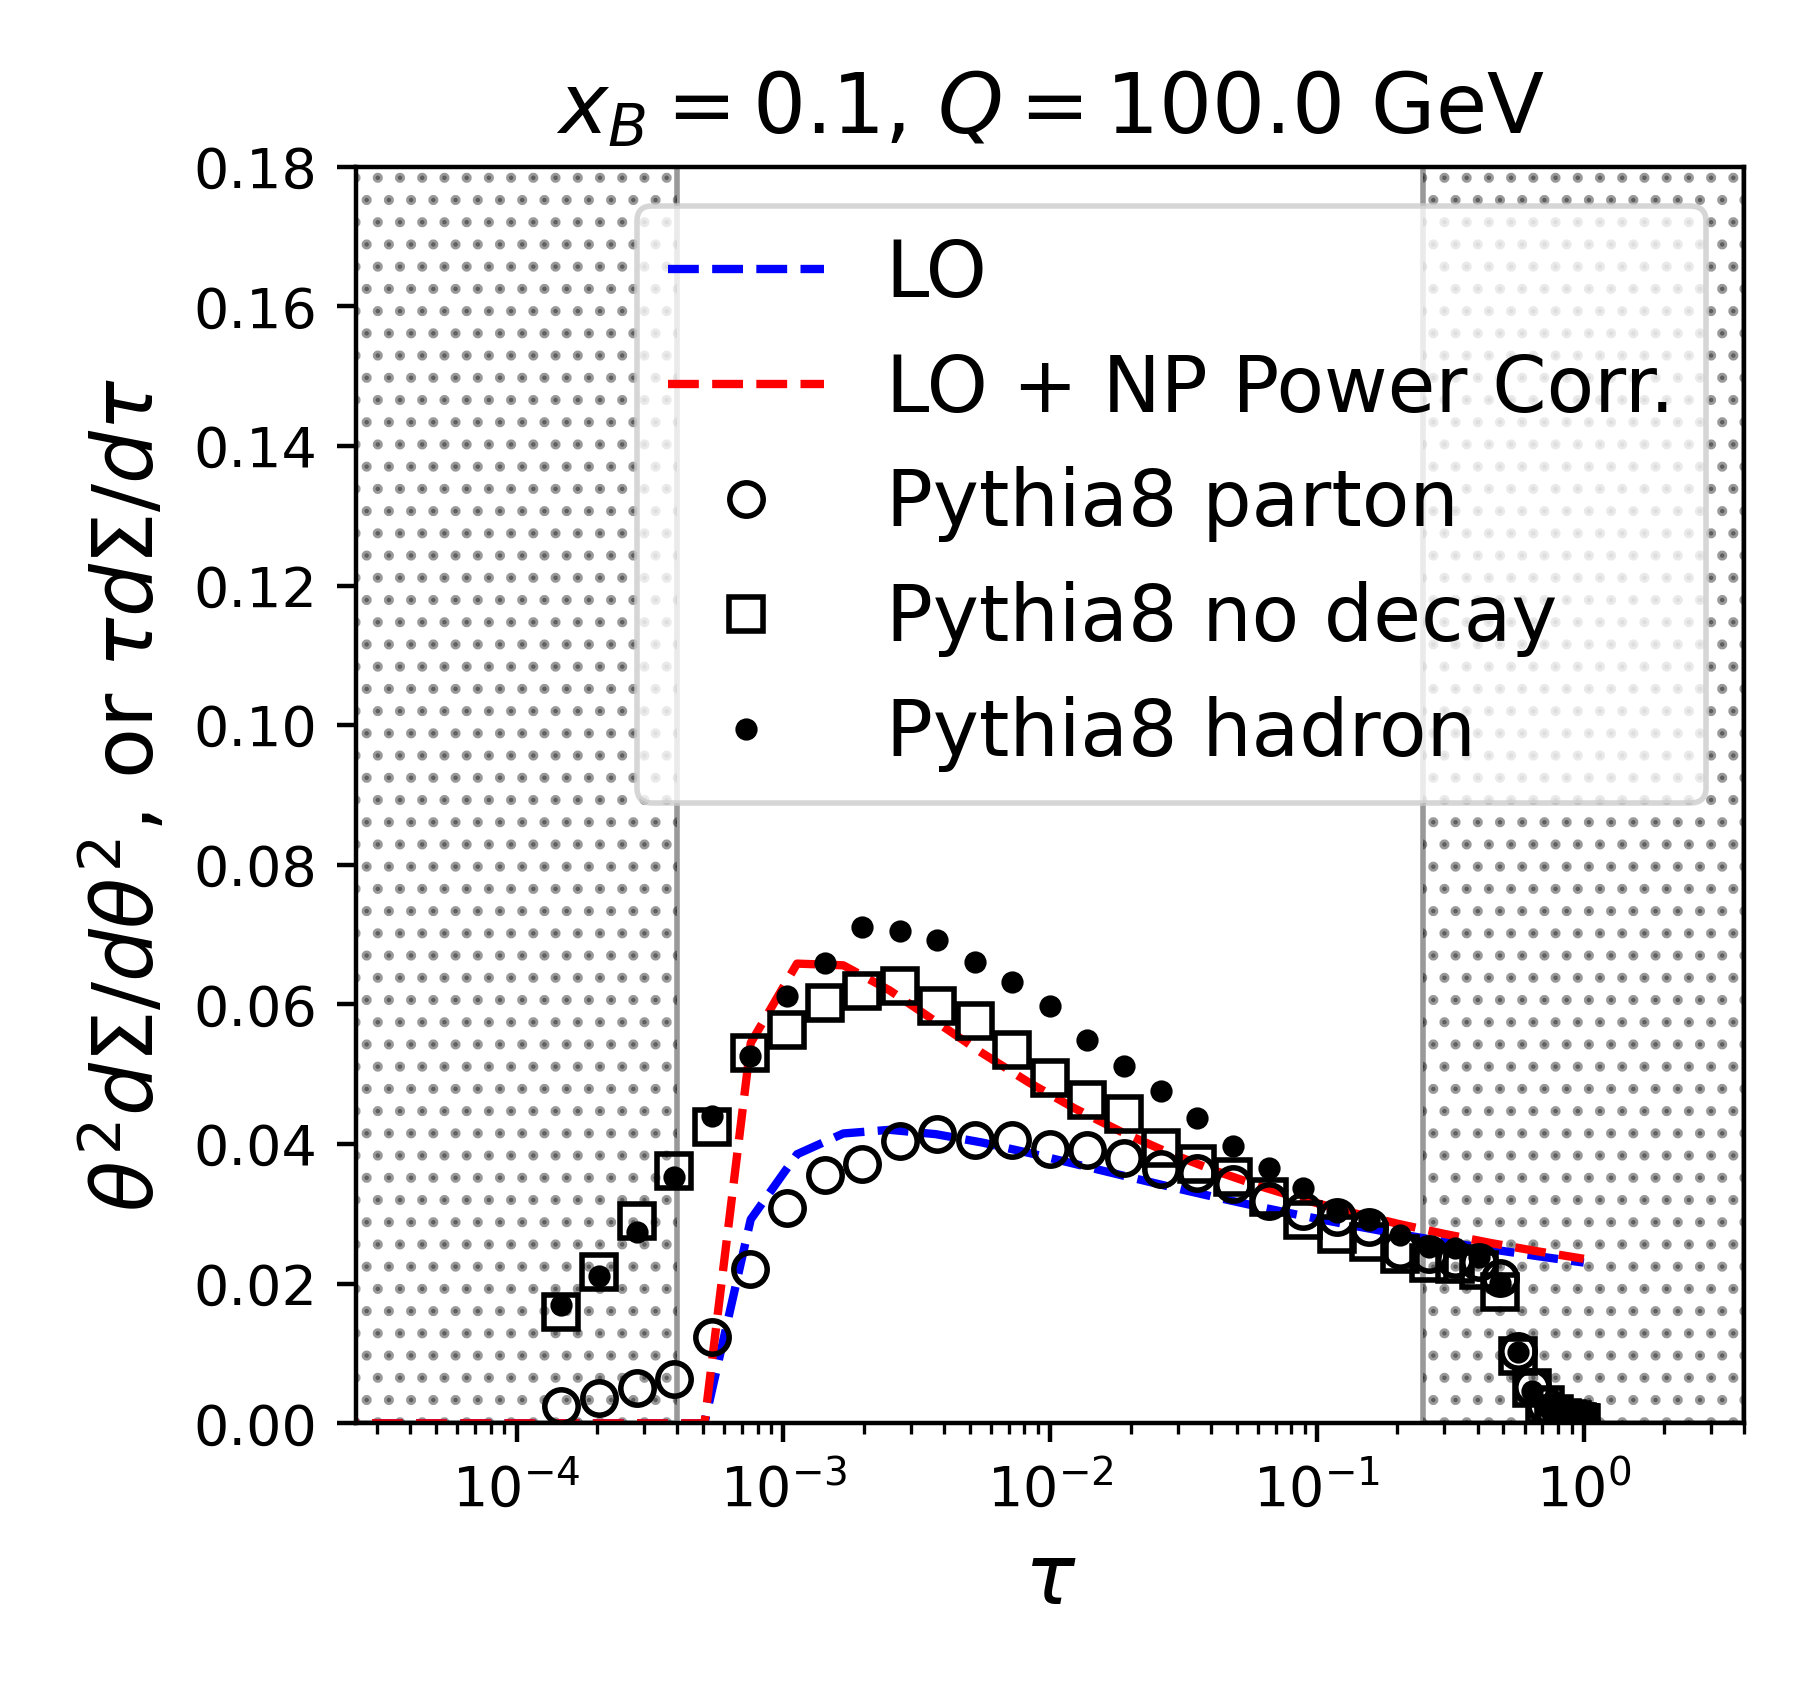 x_B = 0.1, Q = 100.0 GeV
θ² dΣ/dθ², or τdΣ/dτ
0.18
0.16
0.14
0.12
0.10
0.08
0.06
0.04
0.02
0.00
LO
LO + NP Power Corr.
Pythia8 parton
Pythia8 no decay
Pythia8 hadron
10⁻⁴ 10⁻³ 10⁻² 10⁻¹ 10⁰
τ